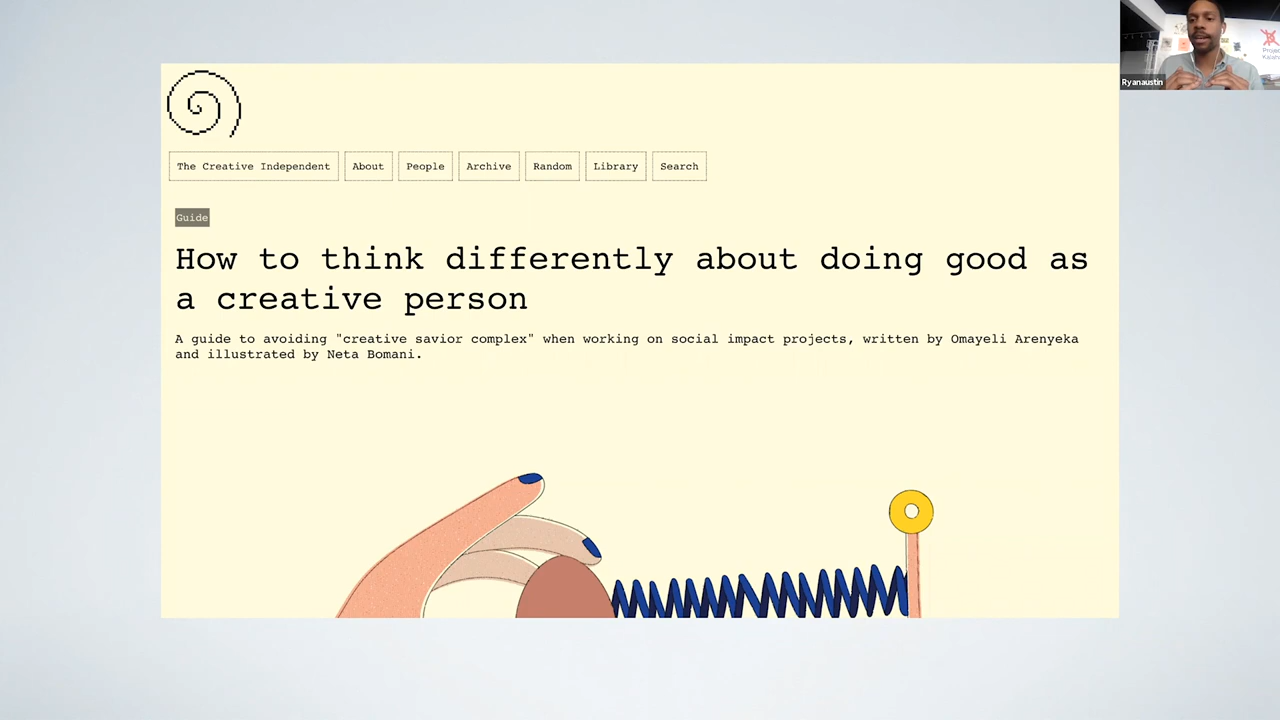 The Creative Independent
About
People
Archive
Random
Library
Search
Guide
How to think differently about doing good as
a creative person
A guide to avoiding "creative savior complex" when working on social impact projects, written by Omayeli Arenyeka
and illustrated by Neta Bomani.
Ryanaustin